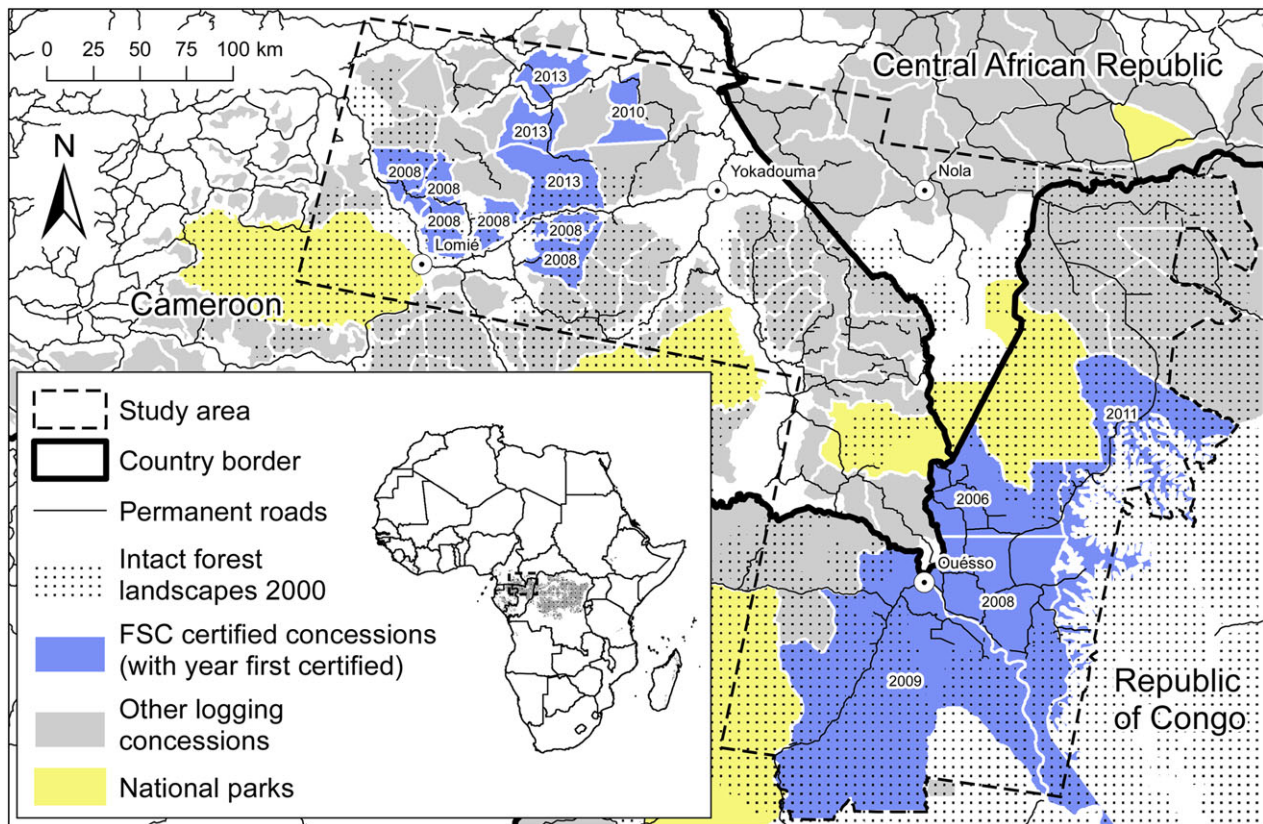 0 25 50 75 100 km
N
Central African Republic
2013
2010
2013
2008
2008
2013
2008
2008
2008
2008
Yokadouma
Nola
Lomié
Cameroon
2011
2006
Ouésso
2008
2009
Republic
of Congo
Study area
Country border
Permanent roads
Intact forest
landscapes 2000
FSC certified concessions
(with year first certified)
Other logging
concessions
National parks